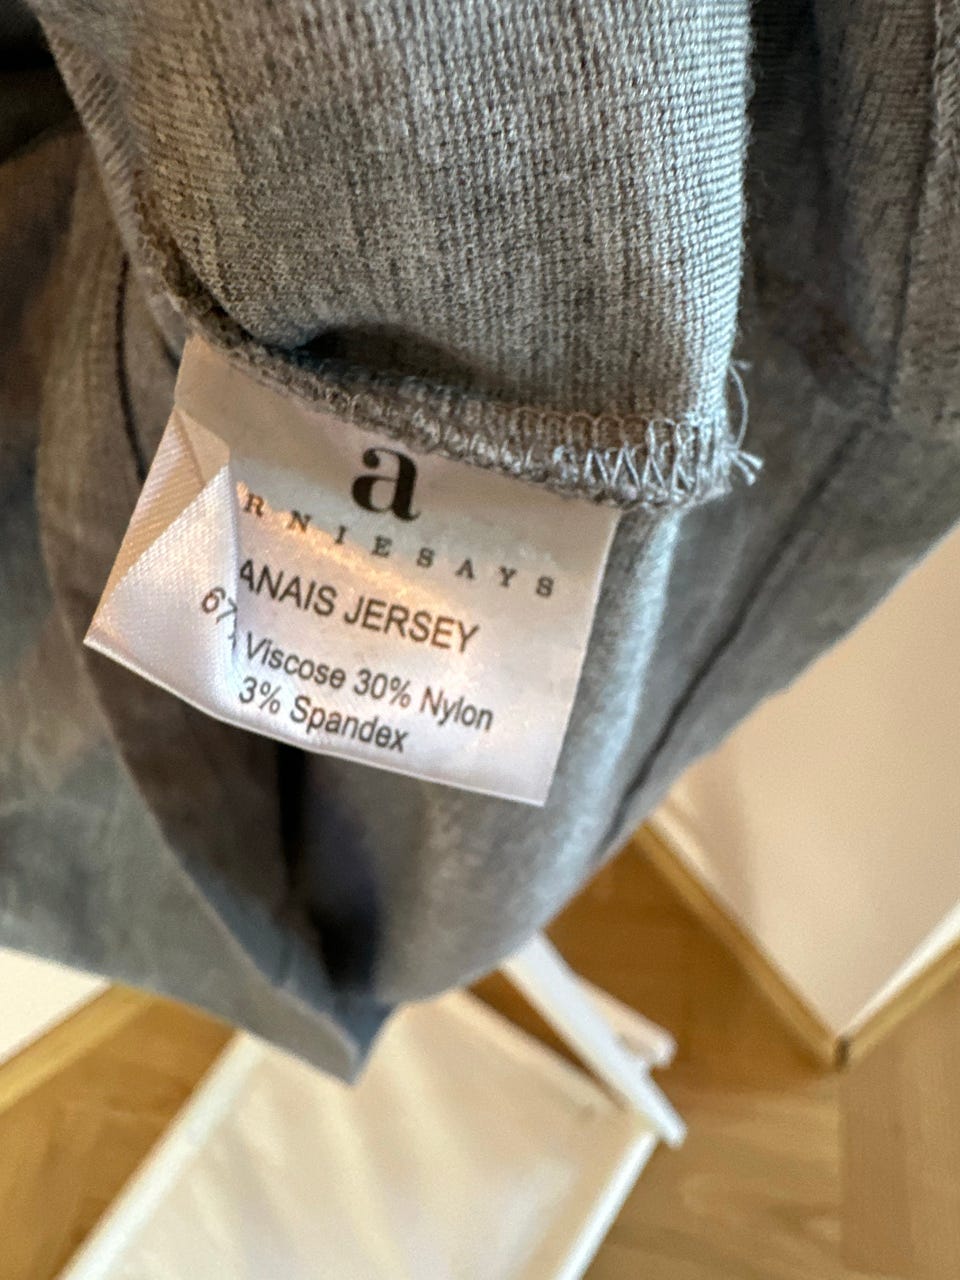 a
RNIESAYS
ANAIS JERSEY
67% Viscose 30% Nylon
3% Spandex